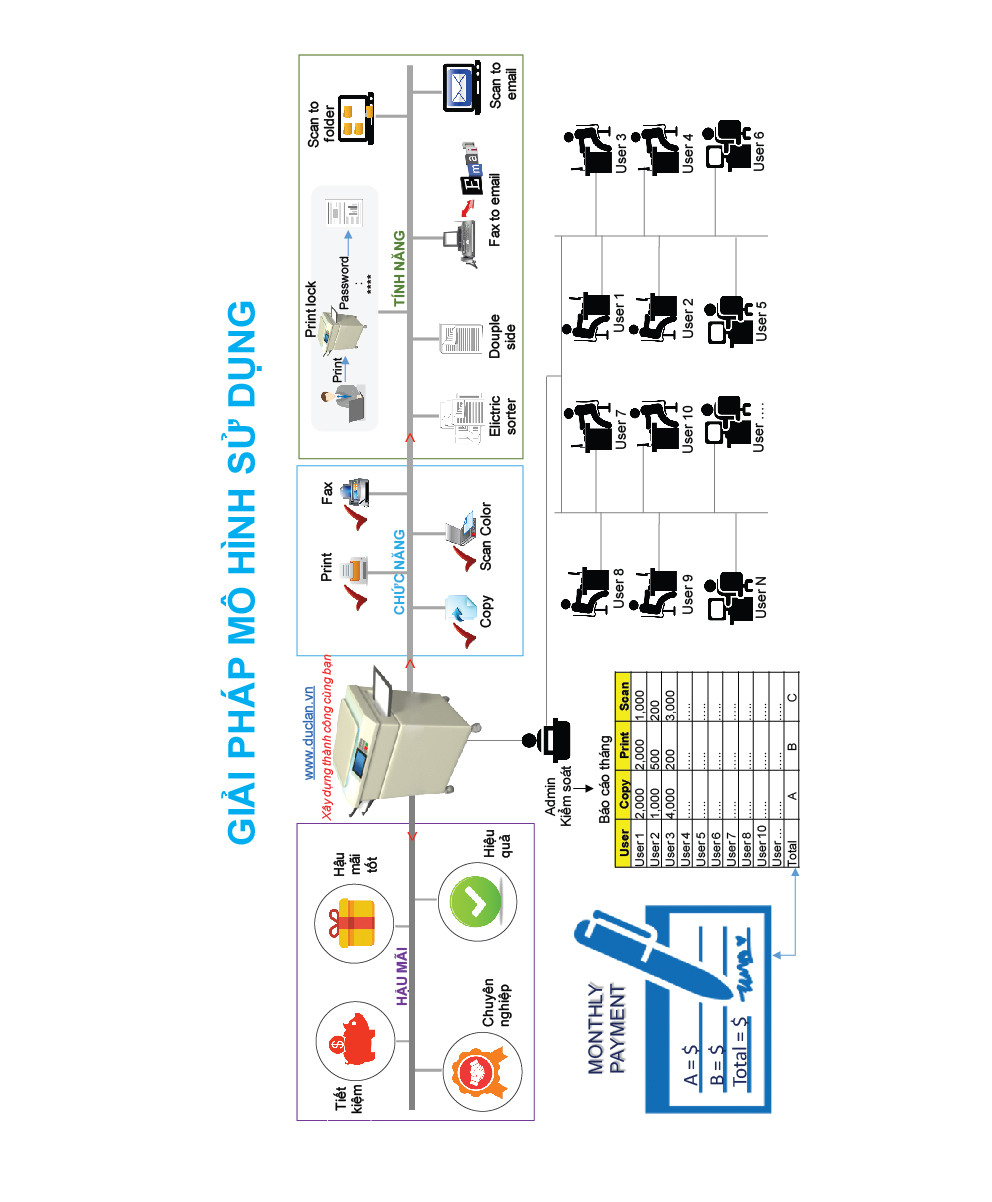 GIẢI PHÁP MÔ HÌNH SỬ DỤNG
www.duclan.vn
Xây dựng thành công cùng bạn
Tiết
kiệm
Hậu
mãi
tốt
HẬU MÃI
Chuyên
nghiệp
Hiệu
quả
Print
Fax
CHỨC NĂNG
Copy
Scan Color
Print lock
Print
Password
:
****
Scan to
folder
TÍNH NĂNG
Elictric
sorter
Douple
side
Email
Fax to email
Scan to
email
Admin
Kiểm soát
Báo cáo tháng
User Copy Print Scan
User 1 2,000 2,000 1,000
User 2 1,000 500 200
User 3 4,000 200 3,000
User 4 ..... ..... .....
User 5 ..... ..... .....
User 6 ..... ..... .....
User 7 ..... ..... .....
User 8 ..... ..... .....
User 10 ..... ..... .....
User ... ..... ..... .....
Total A B C
MONTHLY
PAYMENT
A = $
B = $
Total = $
User 8
User 7
User 1
User 3
User 9
User 10
User 2
User 4
User N
User ....
User 5
User 6